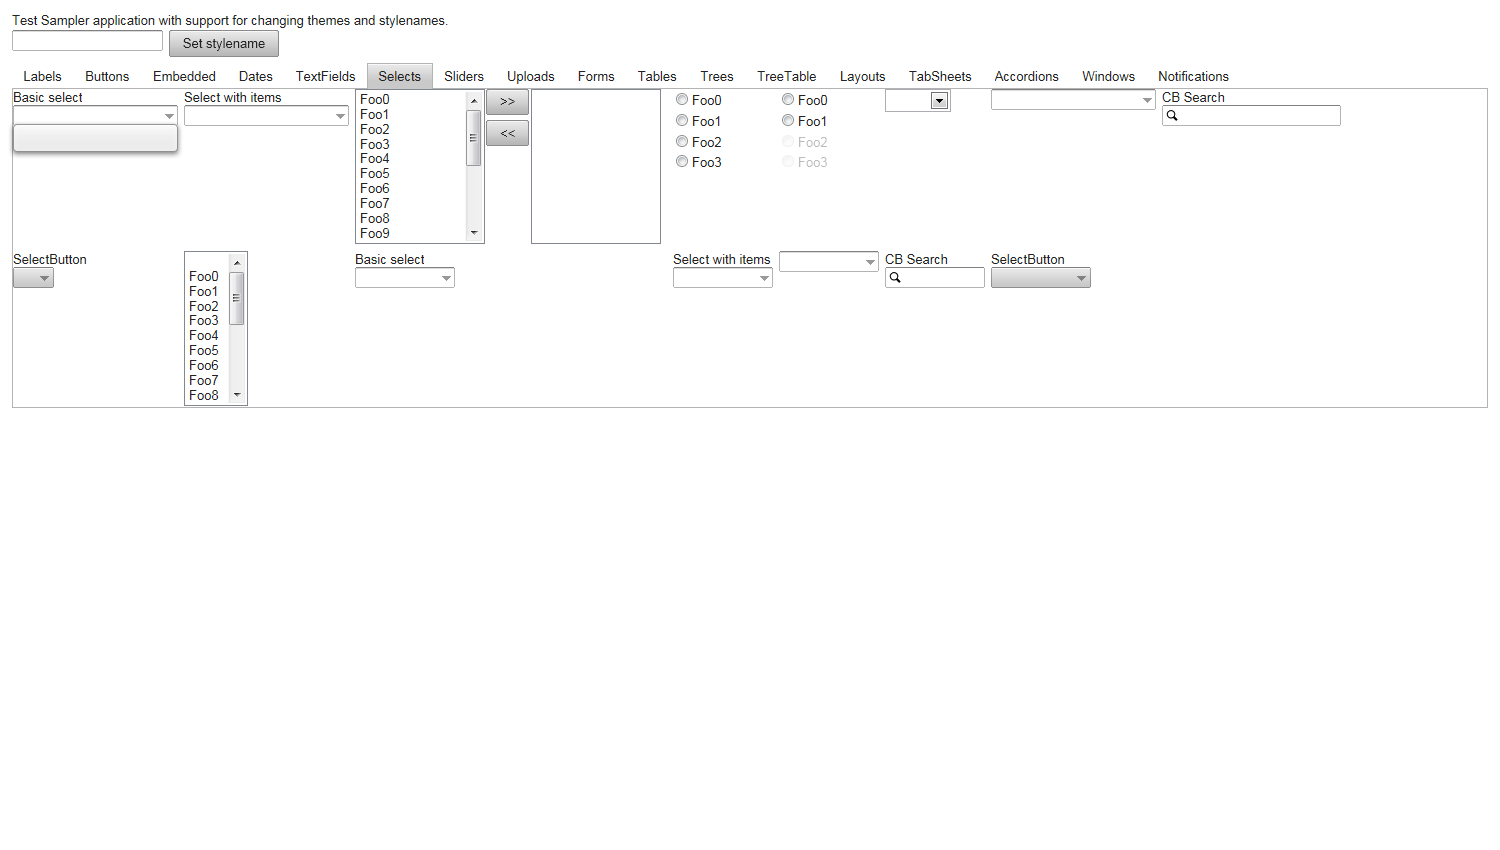 Test Sampler application with support for changing themes and stylenames.
Set stylename
Labels Buttons Embedded Dates TextFields Selects Sliders Uploads Forms Tables Trees TreeTable Layouts TabSheets Accordions Windows Notifications
Basic select
Select with items
Foo0
Foo1
Foo2
Foo3
Foo4
Foo5
Foo6
Foo7
Foo8
Foo9
>>
<<
Foo0
Foo1
Foo2
Foo3
Foo0
Foo1
Foo2
Foo3
CB Search
SelectButton
Foo0
Foo1
Foo2
Foo3
Foo4
Foo5
Foo6
Foo7
Foo8
Basic select
Select with items
CB Search
SelectButton